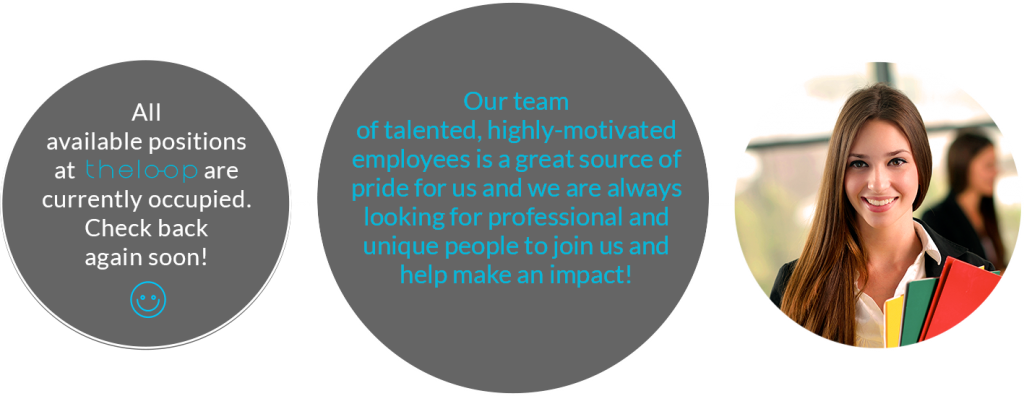 All
available positions
at theloop are
currently occupied.
Check back
again soon!
Our team
of talented, highly-motivated
employees is a great source of
pride for us and we are always
looking for professional and
unique people to join us and
help make an impact!